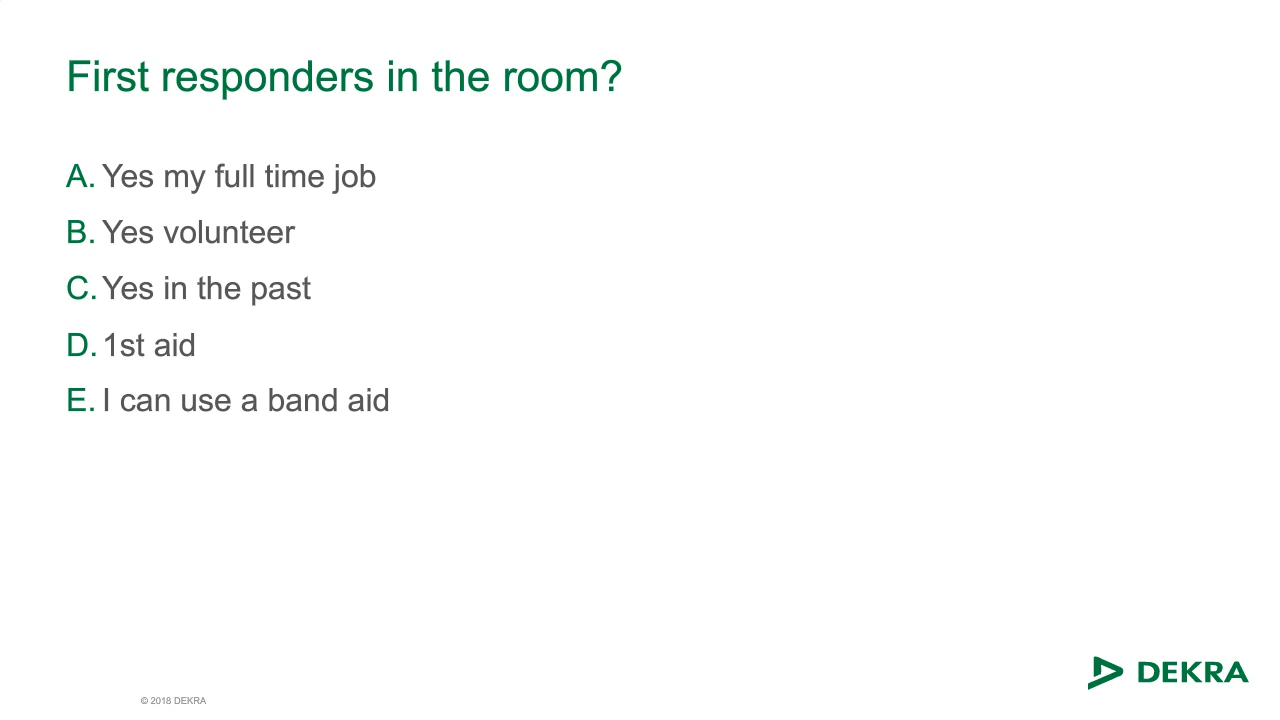 First responders in the room?
A. Yes my full time job
B. Yes volunteer
C. Yes in the past
D. 1st aid
E. I can use a band aid
© 2018 DEKRA
DEKRA